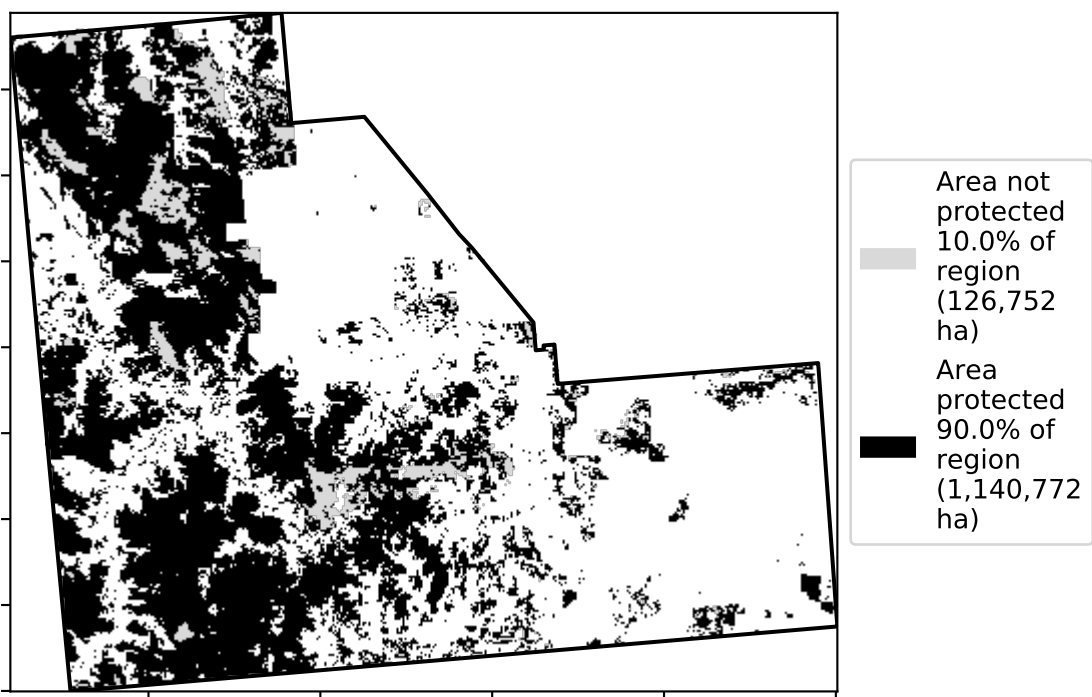 Area not
protected
10.0% of
region
(126,752
ha)
Area
protected
90.0% of
region
(1,140,772
ha)